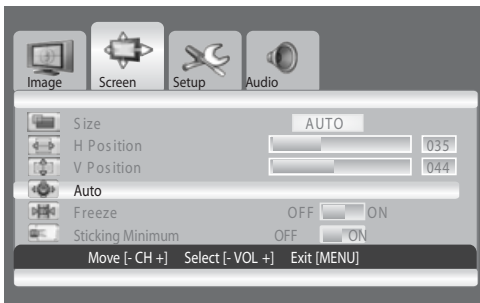 Image Screen Setup Audio
Size AUTO
H Position 035
V Position 044
Auto
Freeze OFF ON
Sticking Minimum OFF ON
Move [- CH +] Select [- VOL +] Exit [MENU]